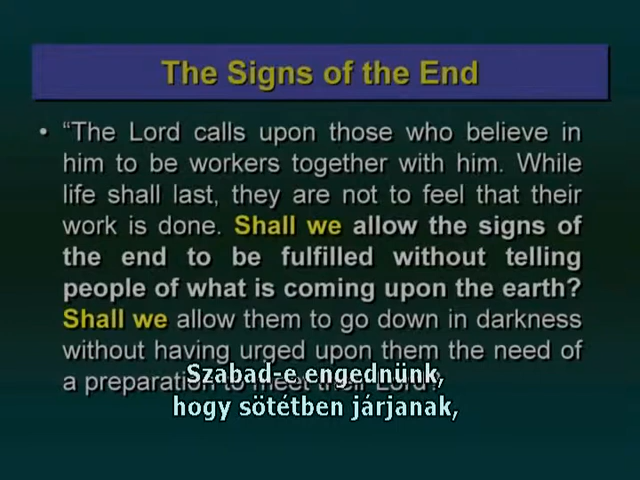 The Signs of the End
• “The Lord calls upon those who believe in
him to be workers together with him. While
life shall last, they are not to feel that their
work is done. Shall we allow the signs of
the end to be fulfilled without telling
people of what is coming upon the earth?
Shall we allow them to go down in darkness
without having urged upon them the need of
a preparation to meet their Lord?
Szabad-e engednünk,
hogy sötétben járjanak,